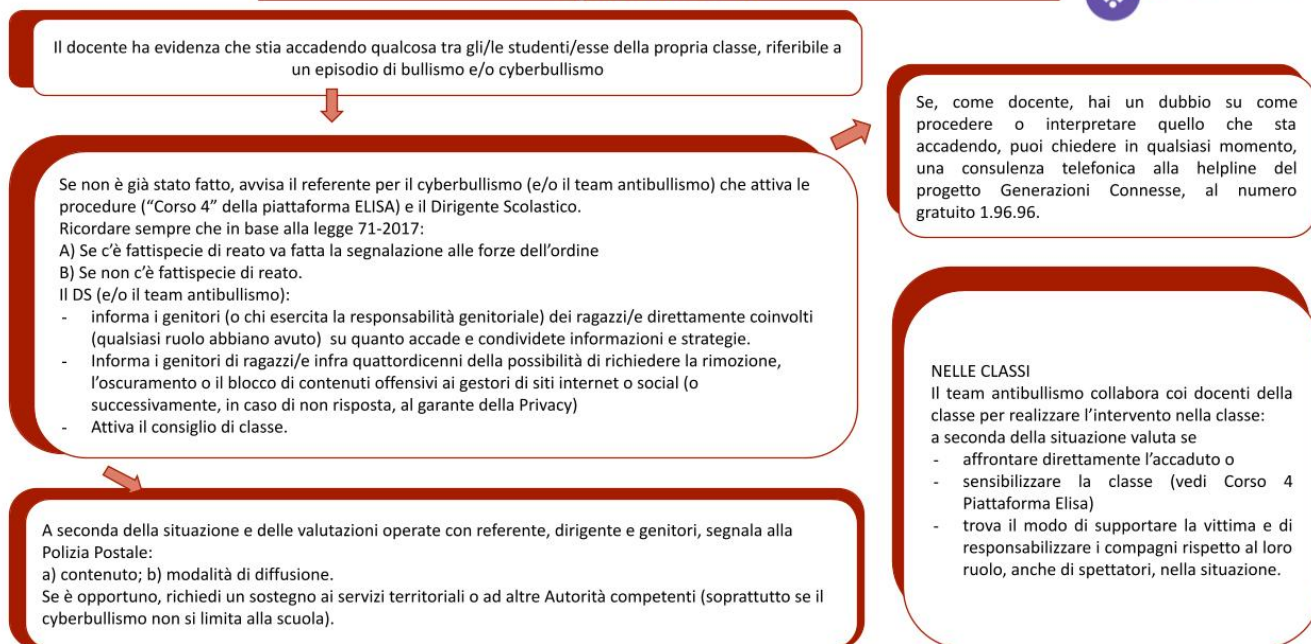 Il docente ha evidenza che stia accadendo qualcosa tra gli/le studenti/esse della propria classe, riferibile a
un episodio di bullismo e/o cyberbullismo
Se non è già stato fatto, avvisa il referente per il cyberbullismo (e/o il team antibullismo) che attiva le
procedure (“Corso 4” della piattaforma ELISA) e il Dirigente Scolastico.
Ricordare sempre che in base alla legge 71-2017:
A) Se c’è fattispecie di reato va fatta la segnalazione alle forze dell’ordine
B) Se non c’è fattispecie di reato.
Il DS (e/o il team antibullismo):
- informa i genitori (o chi esercita la responsabilità genitoriale) dei ragazzi/e direttamente coinvolti
(qualsiasi ruolo abbiano avuto) su quanto accade e condividete informazioni e strategie.
- Informa i genitori di ragazzi/e infra quattordicenni della possibilità di richiedere la rimozione,
l’oscuramento o il blocco di contenuti offensivi ai gestori di siti internet o social (o
successivamente, in caso di non risposta, al garante della Privacy)
- Attiva il consiglio di classe.
A seconda della situazione e delle valutazioni operate con referente, dirigente e genitori, segnala alla
Polizia Postale:
a) contenuto; b) modalità di diffusione.
Se è opportuno, richiedi un sostegno ai servizi territoriali o ad altre Autorità competenti (soprattutto se il
cyberbullismo non si limita alla scuola).
Se, come docente, hai un dubbio su come
procedere o interpretare quello che sta
accadendo, puoi chiedere in qualsiasi momento,
una consulenza telefonica alla helpline del
progetto Generazioni Connesse, al numero
gratuito 1.96.96.
NELLE CLASSI
Il team antibullismo collabora coi docenti della
classe per realizzare l’intervento nella classe:
a seconda della situazione valuta se
- affrontare direttamente l’accaduto o
- sensibilizzare la classe (vedi Corso 4
Piattaforma Elisa)
- trova il modo di supportare la vittima e di
responsabilizzare i compagni rispetto al loro
ruolo, anche di spettatori, nella situazione.